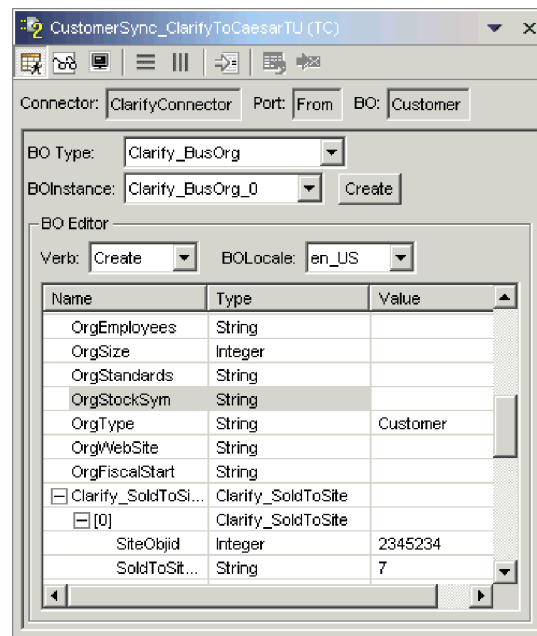 CustomerSync_ClarifyToCaesarTU (TC)
Connector: ClarifyConnector Port: From BO: Customer
BO Type: Clarify_BusOrg
BOInstance: Clarify_BusOrg_0 Create
BO Editor
Verb: Create BOLocale: en_US
Name Type Value
OrgEmployees String
OrgSize Integer
OrgStandards String
OrgStockSym String
OrgType String Customer
OrgWebSite String
OrgFiscalStart String
Clarify_SoldToSi... Clarify_SoldToSite
[0] Clarify_SoldToSite
SiteObjid Integer 2345234
SoldToSit... String 7